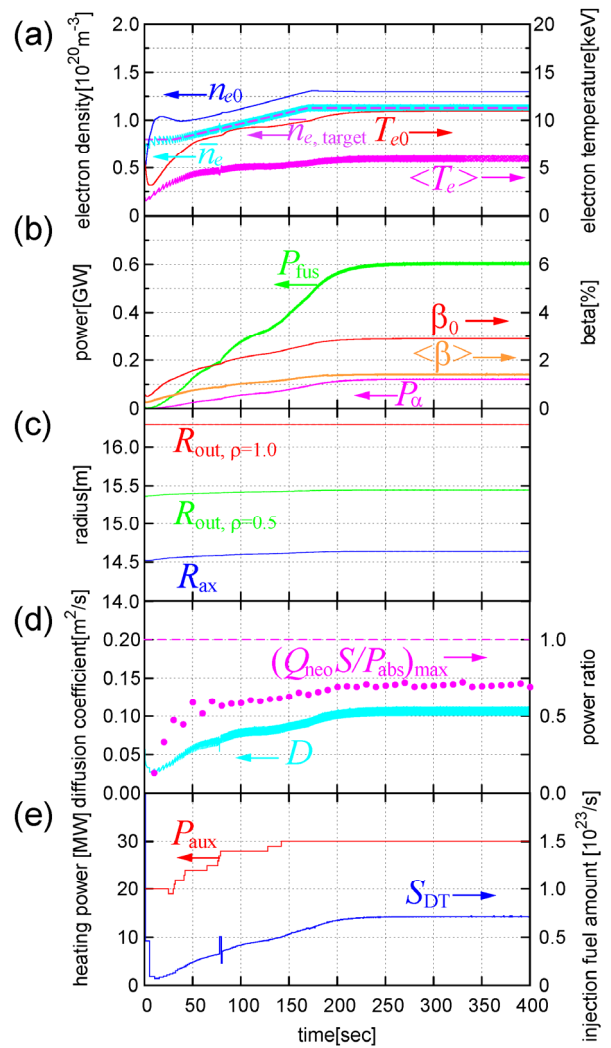 (a)
electron density[10²⁰m⁻³]
2.0
1.5
1.0
0.5
0
n_e0
n̄_e
n̄_e, target
T_e0
<T_e>
20
15
10
5
0
electron temperature[keV]
(b)
power[GW]
0.6
0.4
0.2
0
P_fus
β_0
<β>
P_α
8
6
4
2
0
beta[%]
(c)
radius[m]
16.0
15.5
15.0
14.5
14.0
R_out, ρ=1.0
R_out, ρ=0.5
R_ax
(d)
diffusion coefficient[m²/s]
0.20
0.15
0.10
0.05
0.00
(Q_neo S/P_abs)_max
D
1.0
0.5
0.0
power ratio
(e)
heating power [MW]
30
20
10
0
P_aux
S_DT
1.5
1.0
0.5
0.0
injection fuel amount [10²³/s]
0 50 100 150 200 250 300 350 400
time[sec]